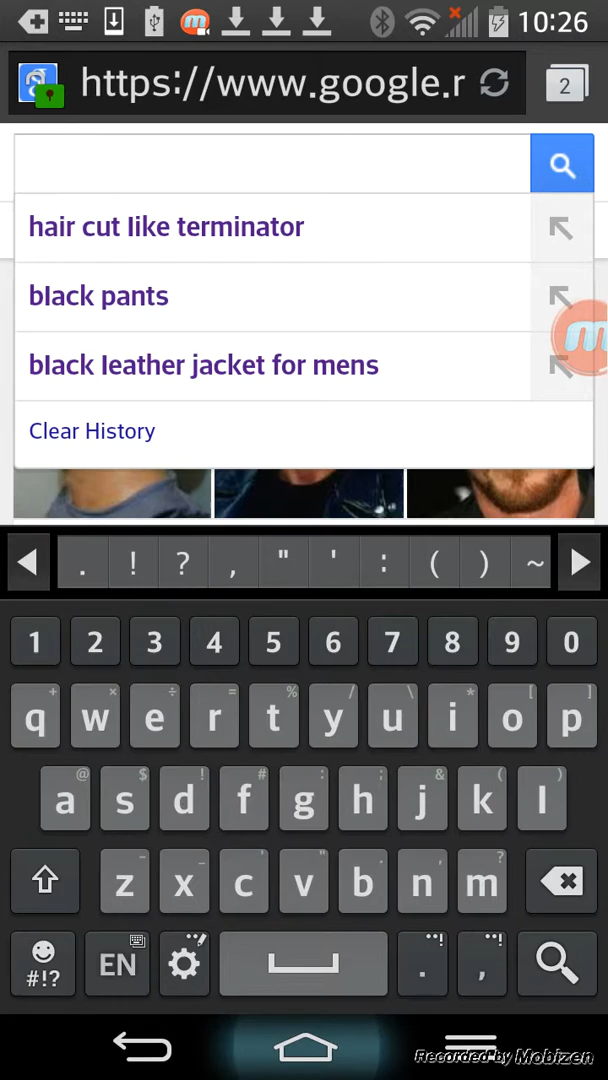 10:26
https://www.google.r
2
hair cut like terminator
black pants
black leather jacket for mens
Clear History
m
. ! ? , " ' : ( ) ~
1 2 3 4 5 6 7 8 9 0
+ × ÷ = % / \ * [ ]
q w e r t y u i o p
@ $ ! # : ; & ( )
a s d f g h j k l
- _ ' " . , ?
z x c v b n m
#!? EN . ,
Recorded by Mobizen